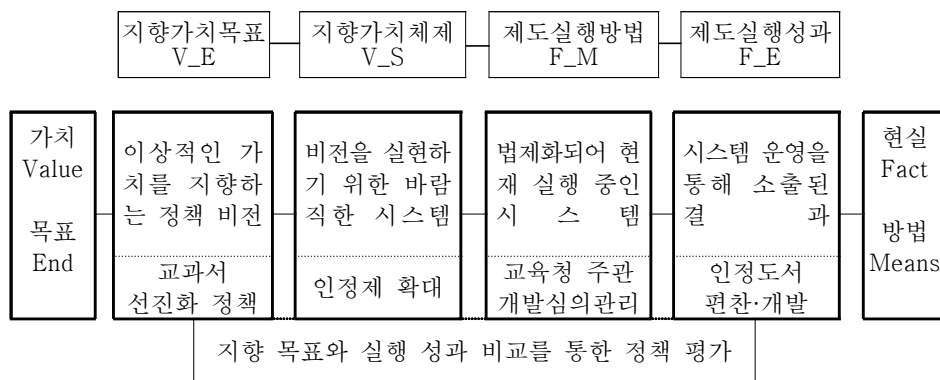 지향가치목표
V_E
지향가치체제
V_S
제도실행방법
F_M
제도실행성과
F_E
가치
Value
목표
End
이상적인 가
치를 지향하
는 정책 비전
교과서
선진화 정책
비전을 실현하
기 위한 바람
직한 시스템
인정제 확대
법제화되어 현
재 실행 중인
시스템
교육청 주관
개발심의관리
시스템 운영을
통해 소출된
결과
인정도서
편찬·개발
현실
Fact
방법
Means
지향 목표와 실행 성과 비교를 통한 정책 평가